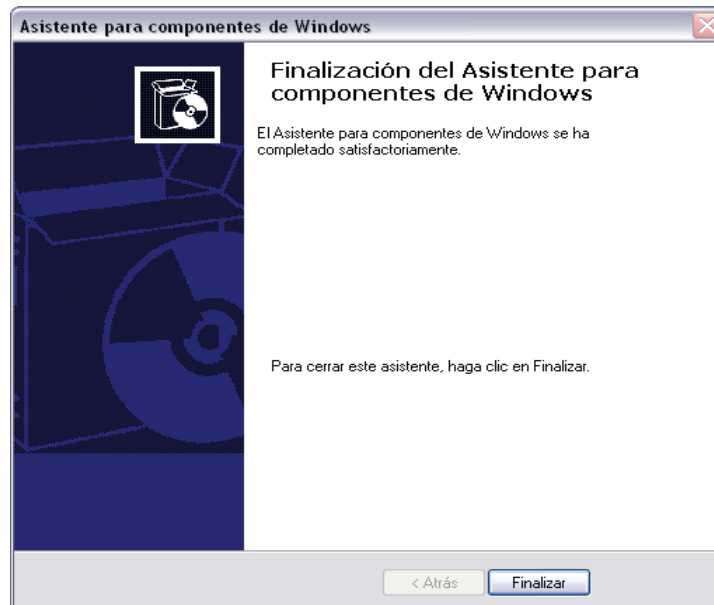 Asistente para componentes de Windows
Finalización del Asistente para
componentes de Windows
El Asistente para componentes de Windows se ha
completado satisfactoriamente.
Para cerrar este asistente, haga clic en Finalizar.
< Atrás
Finalizar